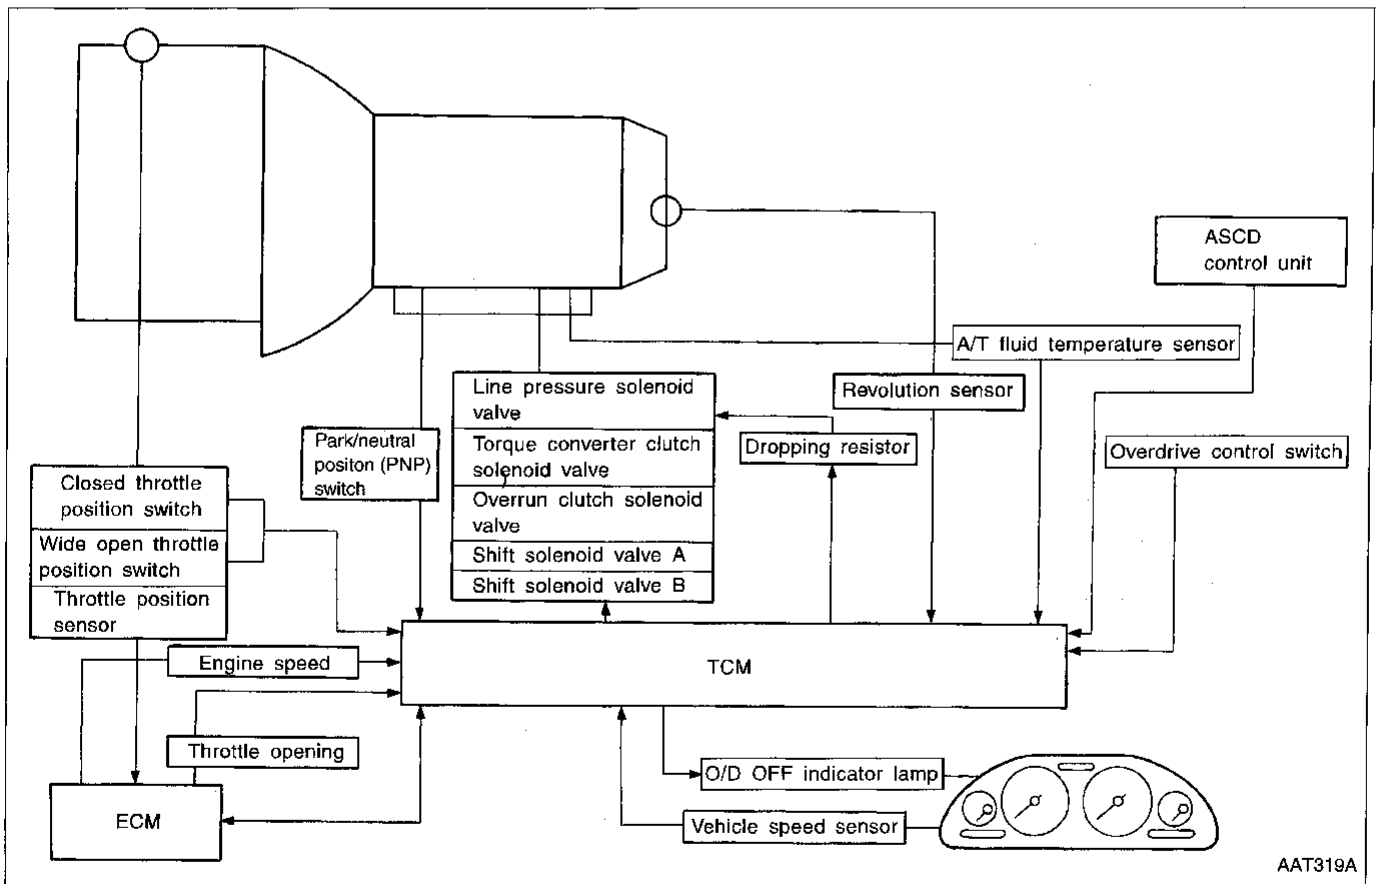 ASCD
control unit
A/T fluid temperature sensor
Line pressure solenoid
valve
Revolution sensor
Park/neutral
positon (PNP)
switch
Torque converter clutch
solenoid valve
Dropping resistor
Overdrive control switch
Closed throttle
position switch
Overrun clutch solenoid
valve
Wide open throttle
position switch
Shift solenoid valve A
Shift solenoid valve B
Throttle position
sensor
Engine speed
TCM
Throttle opening
O/D OFF indicator lamp
ECM
Vehicle speed sensor
AAT319A